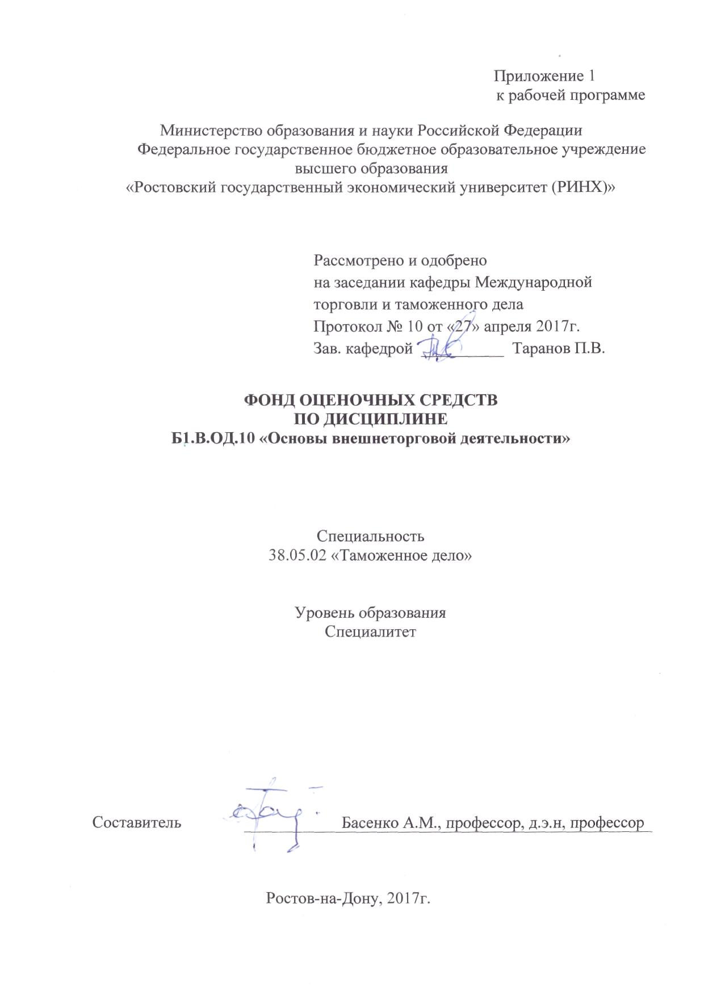 Приложение 1
к рабочей программе
Министерство образования и науки Российской Федерации
Федеральное государственное бюджетное образовательное учреждение
высшего образования
«Ростовский государственный экономический университет (РИНХ)»
Рассмотрено и одобрено
на заседании кафедры Международной
торговли и таможенного дела
Протокол № 10 от «27» апреля 2017г.
Зав. кафедрой __________ Таранов П.В.
ФОНД ОЦЕНОЧНЫХ СРЕДСТВ
ПО ДИСЦИПЛИНЕ
Б1.В.ОД.10 «Основы внешнеторговой деятельности»
Специальность
38.05.02 «Таможенное дело»
Уровень образования
Специалитет
Составитель Басенко А.М., профессор, д.э.н, профессор
Ростов-на-Дону, 2017г.